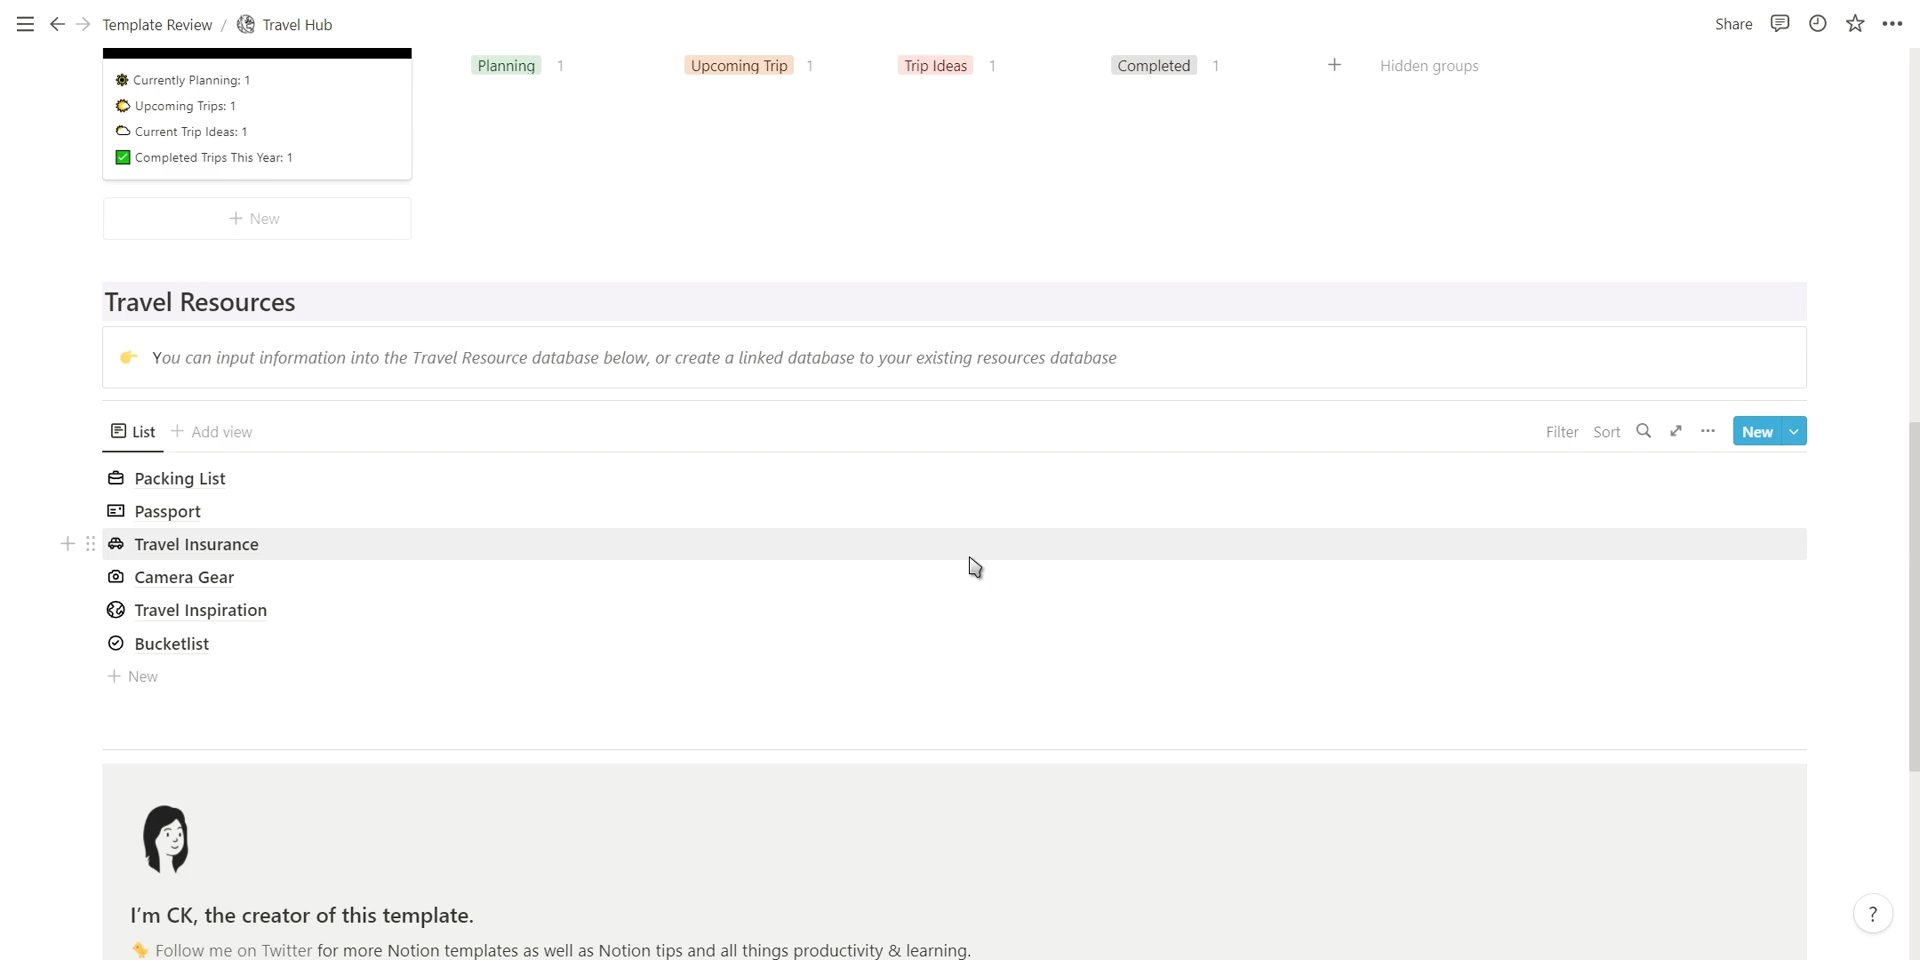 Template Review / Travel Hub
Share
Currently Planning: 1
Upcoming Trips: 1
Current Trip Ideas: 1
Completed Trips This Year: 1
+ New
Planning 1
Upcoming Trip 1
Trip Ideas 1
Completed 1
+
Hidden groups
Travel Resources
You can input information into the Travel Resource database below, or create a linked database to your existing resources database
List + Add view
Filter Sort ··· New
Packing List
Passport
+ Travel Insurance
Camera Gear
Travel Inspiration
Bucketlist
+ New
I'm CK, the creator of this template.
Follow me on Twitter for more Notion templates as well as Notion tips and all things productivity & learning.
?